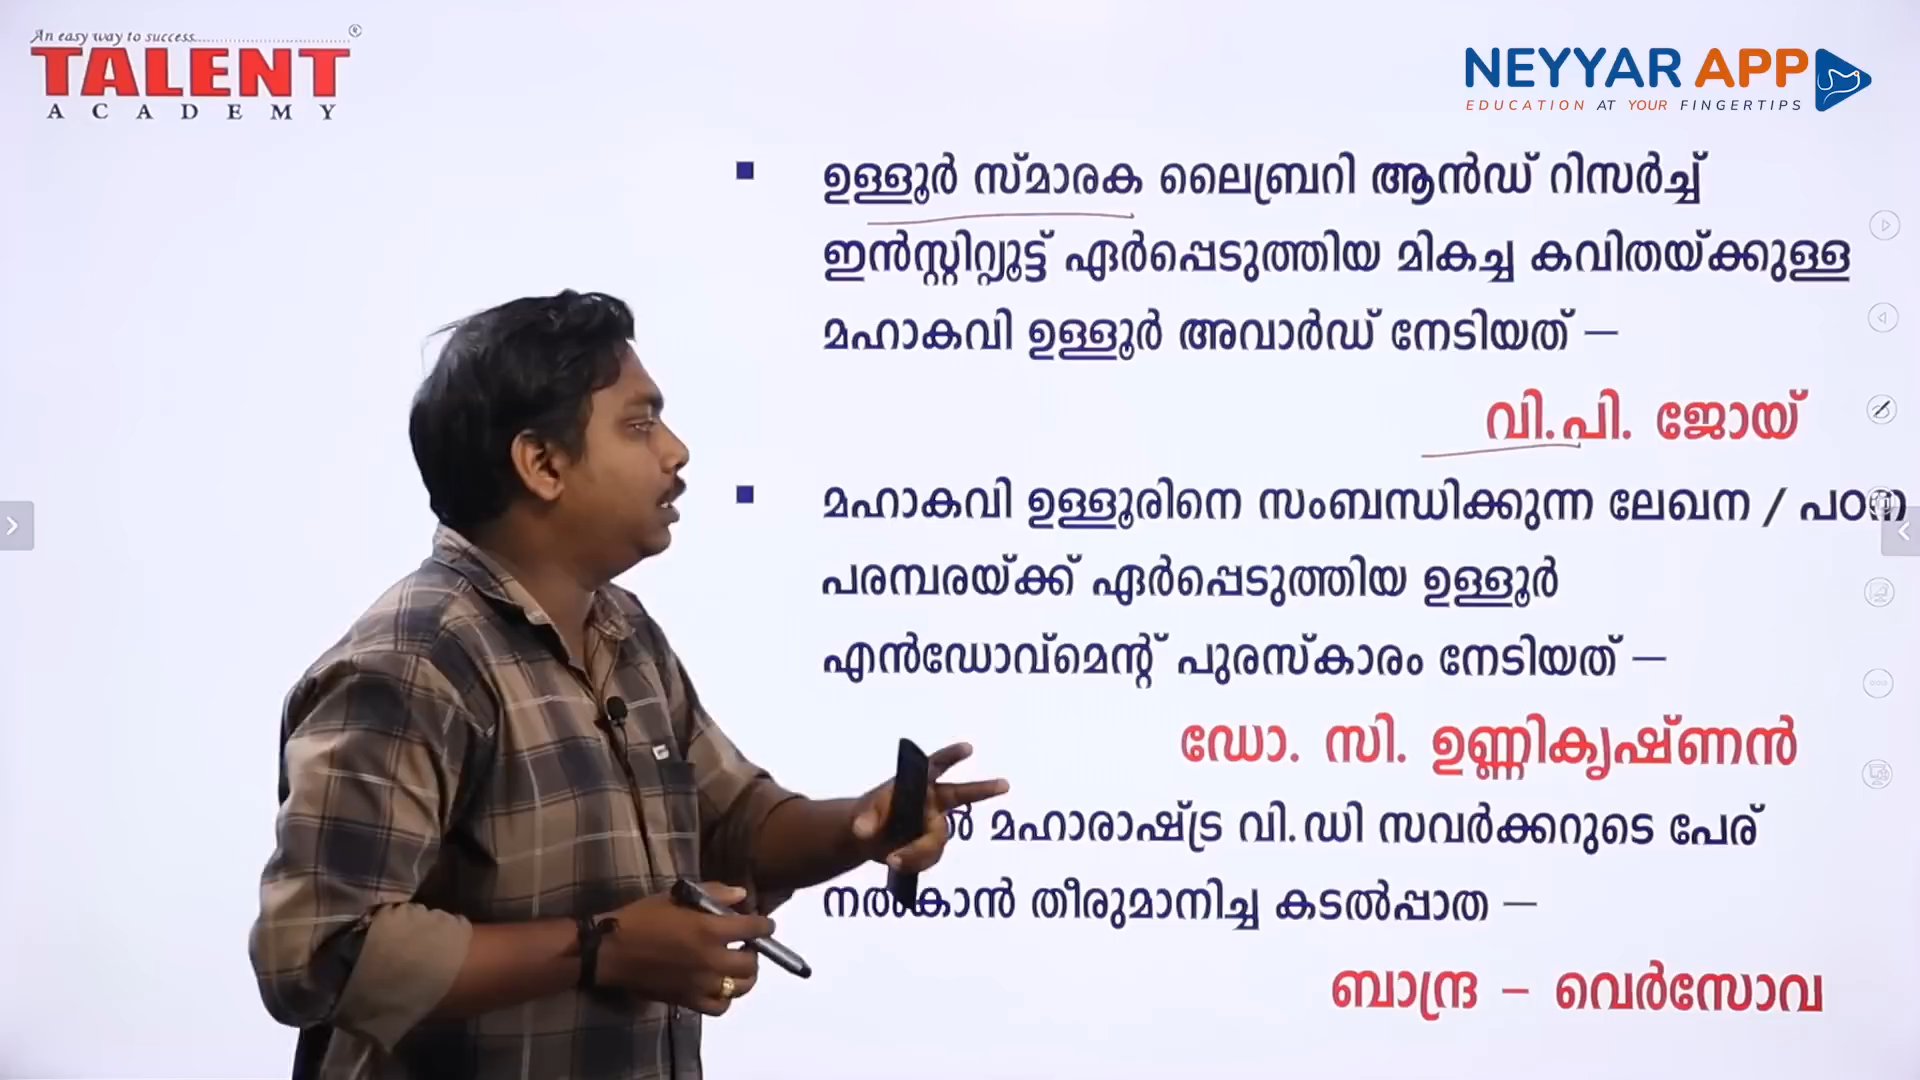 An easy way to success
TALENT
ACADEMY
NEYYAR APP
EDUCATION AT YOUR FINGERTIPS
ഉള്ളൂർ സ്മാരക ലൈബ്രറി ആൻഡ് റിസർച്ച്
ഇൻസ്റ്റിറ്റ്യൂട്ട് ഏർപ്പെടുത്തിയ മികച്ച കവിതയ്ക്കുള്ള
മഹാകവി ഉള്ളൂർ അവാർഡ് നേടിയത് –
വി.പി. ജോയ്
മഹാകവി ഉള്ളൂരിനെ സംബന്ധിക്കുന്ന ലേഖന / പഠന
പരമ്പരയ്ക്ക് ഏർപ്പെടുത്തിയ ഉള്ളൂർ
എൻഡോവ്മെന്റ് പുരസ്കാരം നേടിയത് –
ഡോ. സി. ഉണ്ണികൃഷ്ണൻ
മഹാരാഷ്ട്ര വി.ഡി സവർക്കറുടെ പേര്
നൽകാൻ തീരുമാനിച്ച കടൽപ്പാത –
ബാന്ദ്ര – വെർസോവ